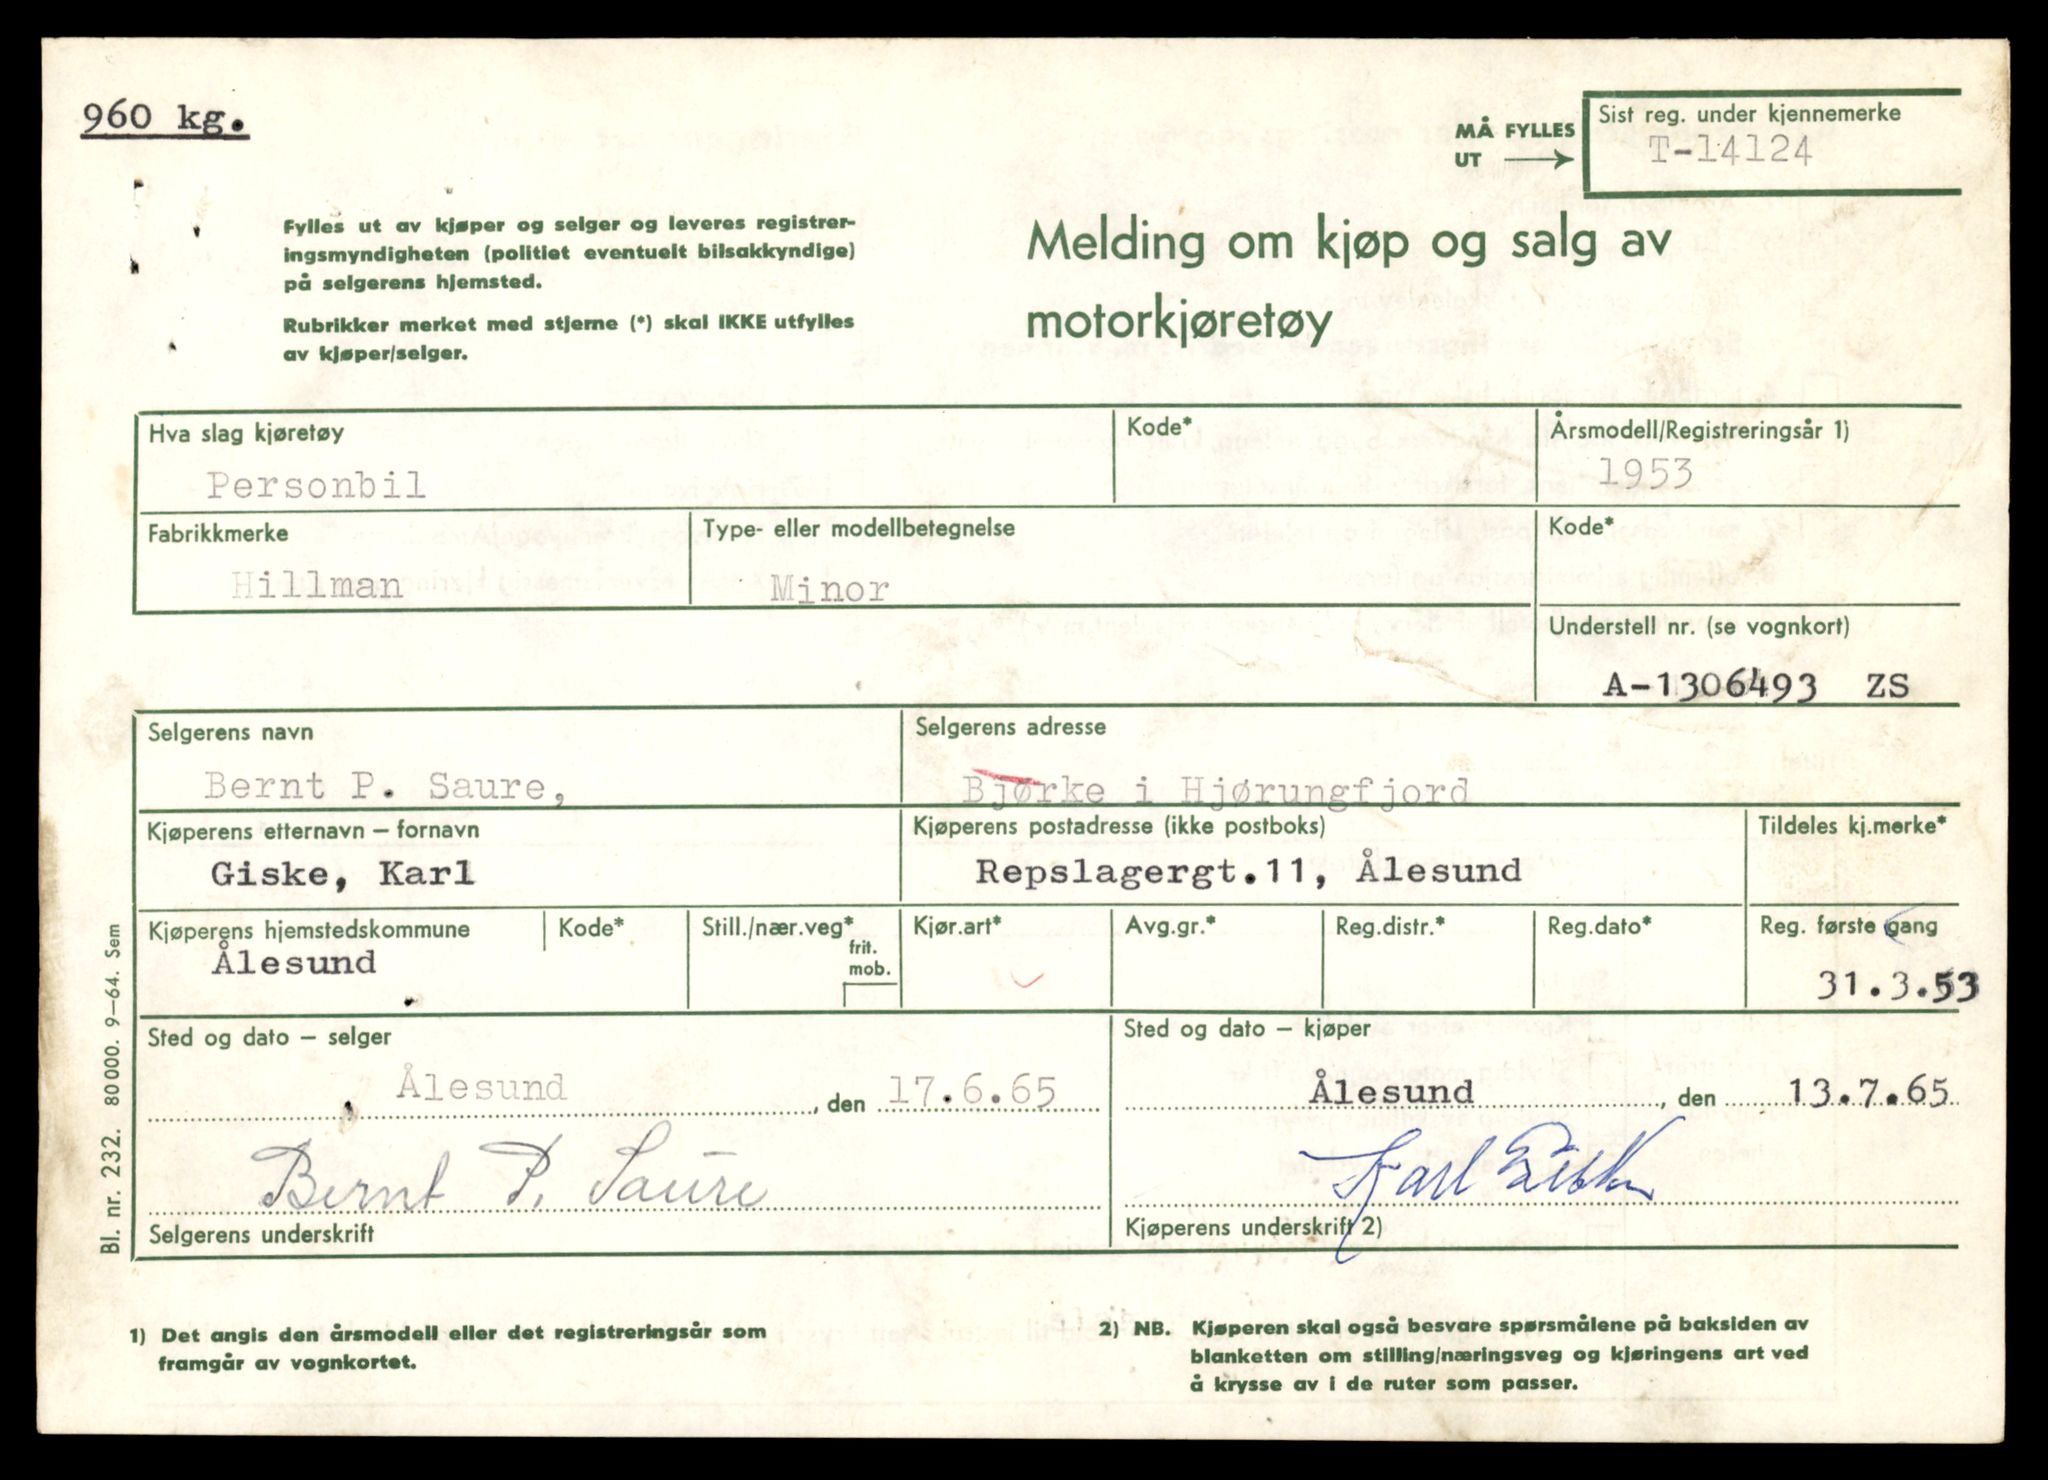 960 kg.
MÅ FYLLES
UT
Sist reg. under kjennemerke
T-14124
Fylles ut av kjøper og selger og leveres registrer-
ingsmyndigheten (politiet eventuelt bilsakkyndige)
på selgerens hjemsted.
Rubrikker merket med stjerne (*) skal IKKE utfylles
av kjøper/selger.
Melding om kjøp og salg av
motorkjøretøy
Hva slag kjøretøy
Kode*
Årsmodell/Registreringsår 1)
Personbil
1953
Fabrikkmerke
Type- eller modellbetegnelse
Kode*
Hillman
Minor
Understell nr. (se vognkort)
A-1306493 ZS
Selgerens navn
Selgerens adresse
Bernt P. Saure,
Bjørke i Hjørungfjord
Kjøperens etternavn – fornavn
Kjøperens postadresse (ikke postboks)
Tildeles kj.merke*
Giske, Karl
Repslagergt.11, Ålesund
Kjøperens hjemstedskommune
Kode*
Still./nær.veg*
frit.
mob.
Kjør.art*
Avg.gr.*
Reg.distr.*
Reg.dato*
Reg. første gang
Ålesund
31.3.53
Sted og dato – selger
Sted og dato – kjøper
Ålesund, den 17.6.65
Ålesund, den 13.7.65
Bernt P. Saure
Karl Giske
Selgerens underskrift
Kjøperens underskrift 2)
Bl. nr. 232. 80 000. 9–64. Sem
1) Det angis den årsmodell eller det registreringsår som
framgår av vognkortet.
2) NB. Kjøperen skal også besvare spørsmålene på baksiden av
blanketten om stilling/næringsveg og kjøringens art ved
å krysse av i de ruter som passer.